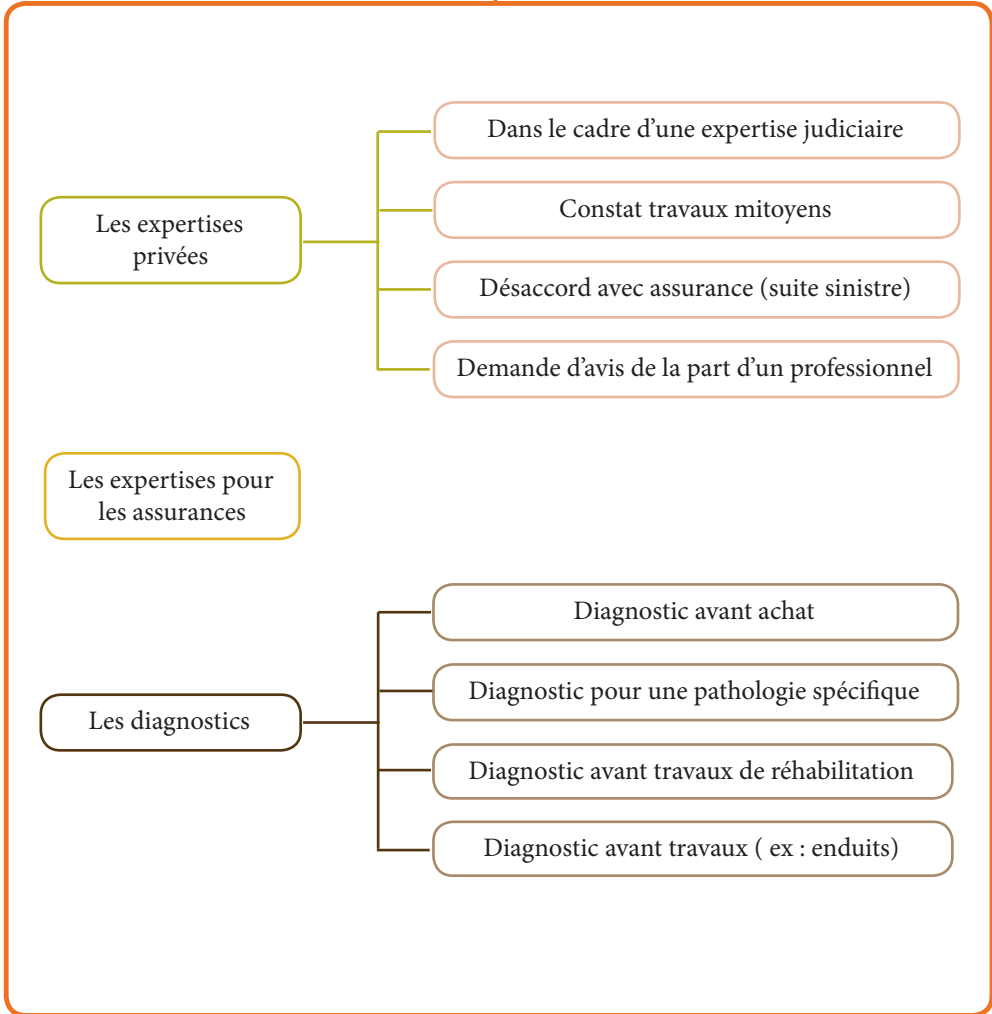 Les expertises
privées
Dans le cadre d’une expertise judiciaire
Constat travaux mitoyens
Désaccord avec assurance (suite sinistre)
Demande d’avis de la part d’un professionnel
Les expertises pour
les assurances
Les diagnostics
Diagnostic avant achat
Diagnostic pour une pathologie spécifique
Diagnostic avant travaux de réhabilitation
Diagnostic avant travaux ( ex : enduits)